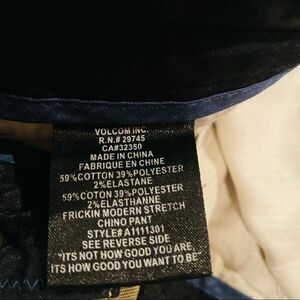 VOLCOM INC.
R.N.# 29745
CA#32350
MADE IN CHINA
FABRIQUE EN CHINE
59%COTTON 39%POLYESTER
2%ELASTANE
59%COTTON 39%POLYESTER
2%ELASTHANNE
FRICKIN MODERN STRETCH
CHINO PANT
STYLE# A1111301
SEE REVERSE SIDE
"ITS NOT HOW GOOD YOU ARE,
ITS HOW GOOD YOU WANT TO BE"